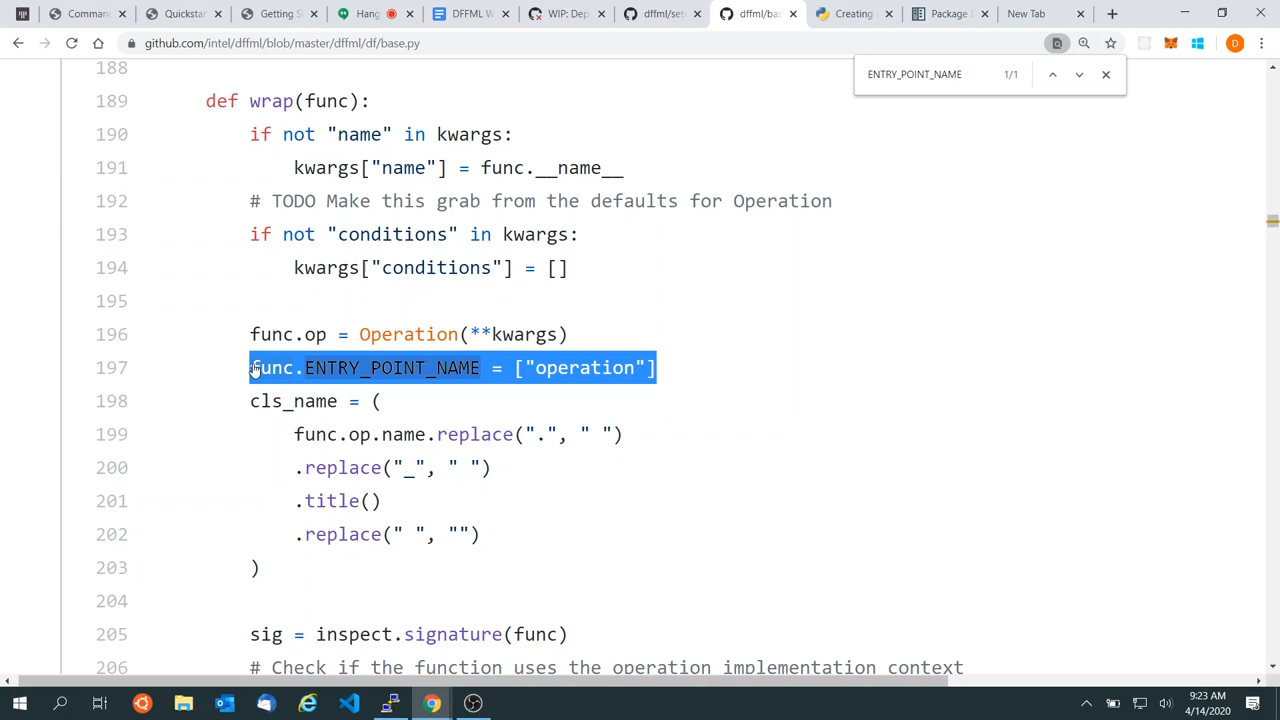 Comman
Quickstar
Getting S
Hang
DFFML W
WIP: Dep
dffml/set
dffml/bas
Creating
Package
New Tab
github.com/intel/dffml/blob/master/dffml/df/base.py
D
ENTRY_POINT_NAME 1/1
188
189 def wrap(func):
190 if not "name" in kwargs:
191 kwargs["name"] = func.__name__
192 # TODO Make this grab from the defaults for Operation
193 if not "conditions" in kwargs:
194 kwargs["conditions"] = []
195
196 func.op = Operation(**kwargs)
197 func.ENTRY_POINT_NAME = ["operation"]
198 cls_name = (
199 func.op.name.replace(".", " ")
200 .replace("_", " ")
201 .title()
202 .replace(" ", "")
203 )
204
205 sig = inspect.signature(func)
206 # Check if the function uses the operation implementation context
9:23 AM
4/14/2020